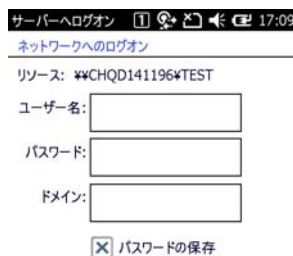 サーバーへログオン 1 17:09
ネットワークへのログオン
リソース: ¥¥CHQD141196¥TEST
ユーザー名:
パスワード:
ドメイン:
パスワードの保存